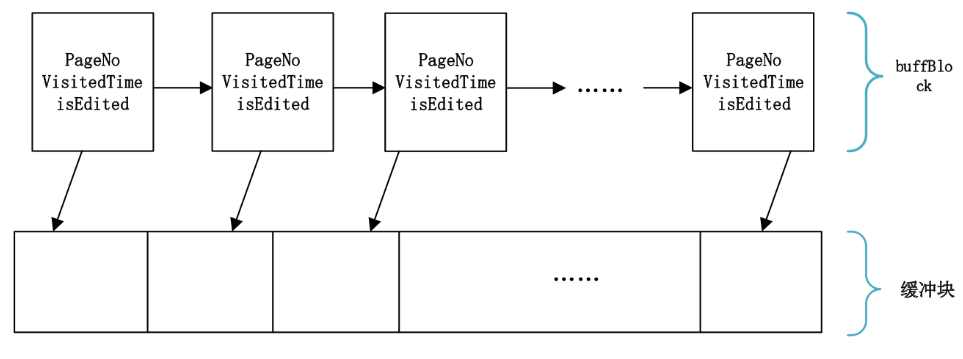 PageNo
VisitedTime
isEdited
PageNo
VisitedTime
isEdited
PageNo
VisitedTime
isEdited
……
PageNo
VisitedTime
isEdited
buffBlo
ck
……
缓冲块